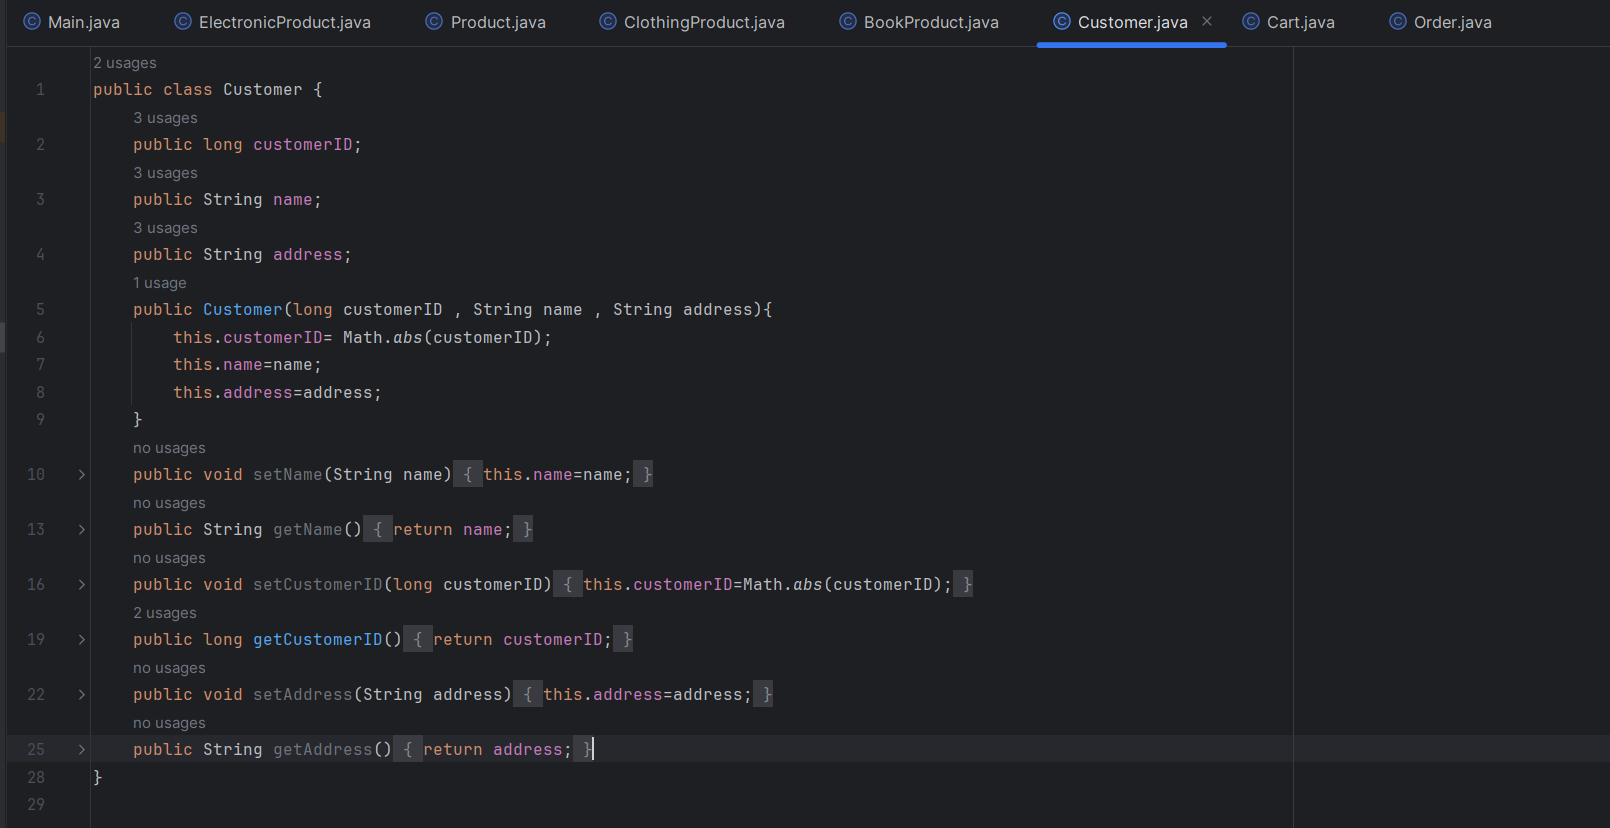 Main.java ElectronicProduct.java Product.java ClothingProduct.java BookProduct.java Customer.java Cart.java Order.java
2 usages
1 public class Customer {
3 usages
2 public long customerID;
3 usages
3 public String name;
3 usages
4 public String address;
1 usage
5 public Customer(long customerID , String name , String address){
6 this.customerID= Math.abs(customerID);
7 this.name=name;
8 this.address=address;
9 }
no usages
10 public void setName(String name) { this.name=name; }
no usages
13 public String getName() { return name; }
no usages
16 public void setCustomerID(long customerID) { this.customerID=Math.abs(customerID); }
2 usages
19 public long getCustomerID() { return customerID; }
no usages
22 public void setAddress(String address) { this.address=address; }
no usages
25 public String getAddress() { return address; }
28 }
29